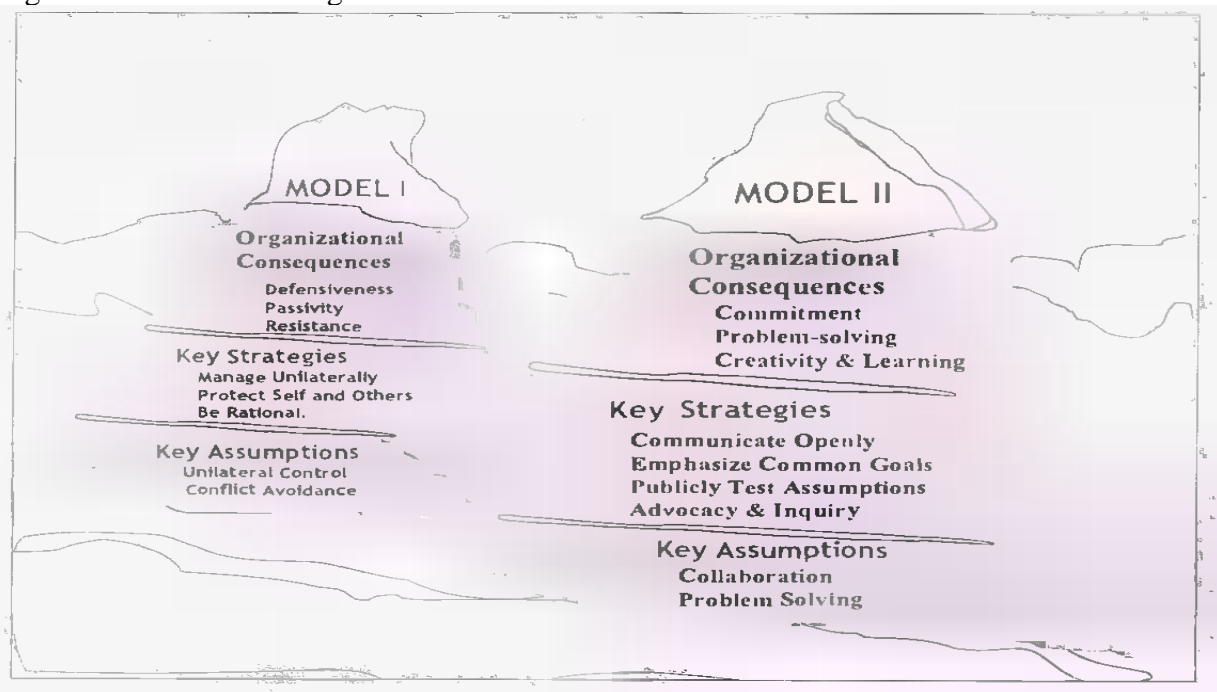 MODEL I
Organizational
Consequences
Defensiveness
Passivity
Resistance
Key Strategies
Manage Unilaterally
Protect Self and Others
Be Rational.
Key Assumptions
Unilateral Control
Conflict Avoidance
MODEL II
Organizational
Consequences
Commitment
Problem-solving
Creativity & Learning
Key Strategies
Communicate Openly
Emphasize Common Goals
Publicly Test Assumptions
Advocacy & Inquiry
Key Assumptions
Collaboration
Problem Solving